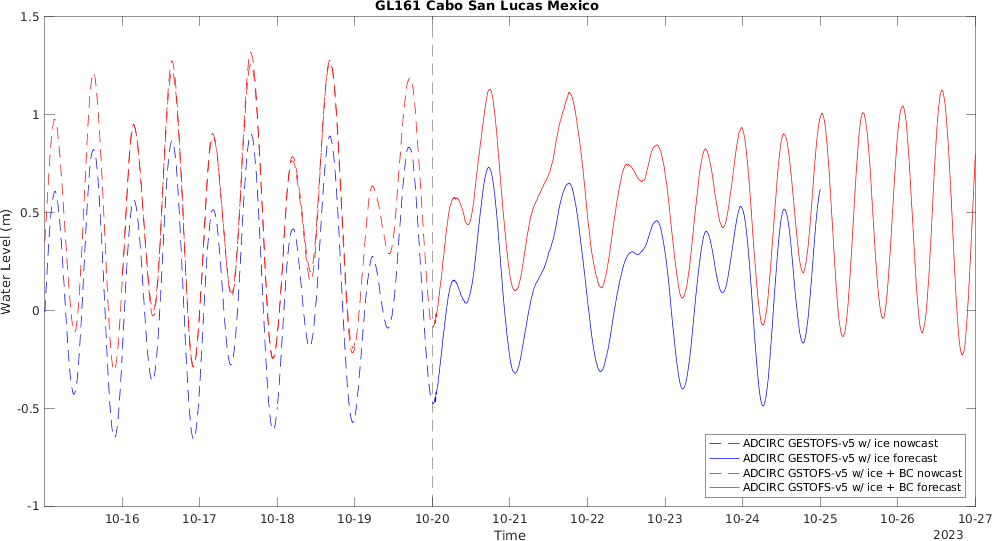 GL161 Cabo San Lucas Mexico
1.5
1
0.5
0
-0.5
-1
Water Level (m)
10-16 10-17 10-18 10-19 10-20 10-21 10-22 10-23 10-24 10-25 10-26 10-27
Time
2023
ADCIRC GESTOFS-v5 w/ ice nowcast
ADCIRC GESTOFS-v5 w/ ice forecast
ADCIRC GSTOFS-v5 w/ ice + BC nowcast
ADCIRC GSTOFS-v5 w/ ice + BC forecast